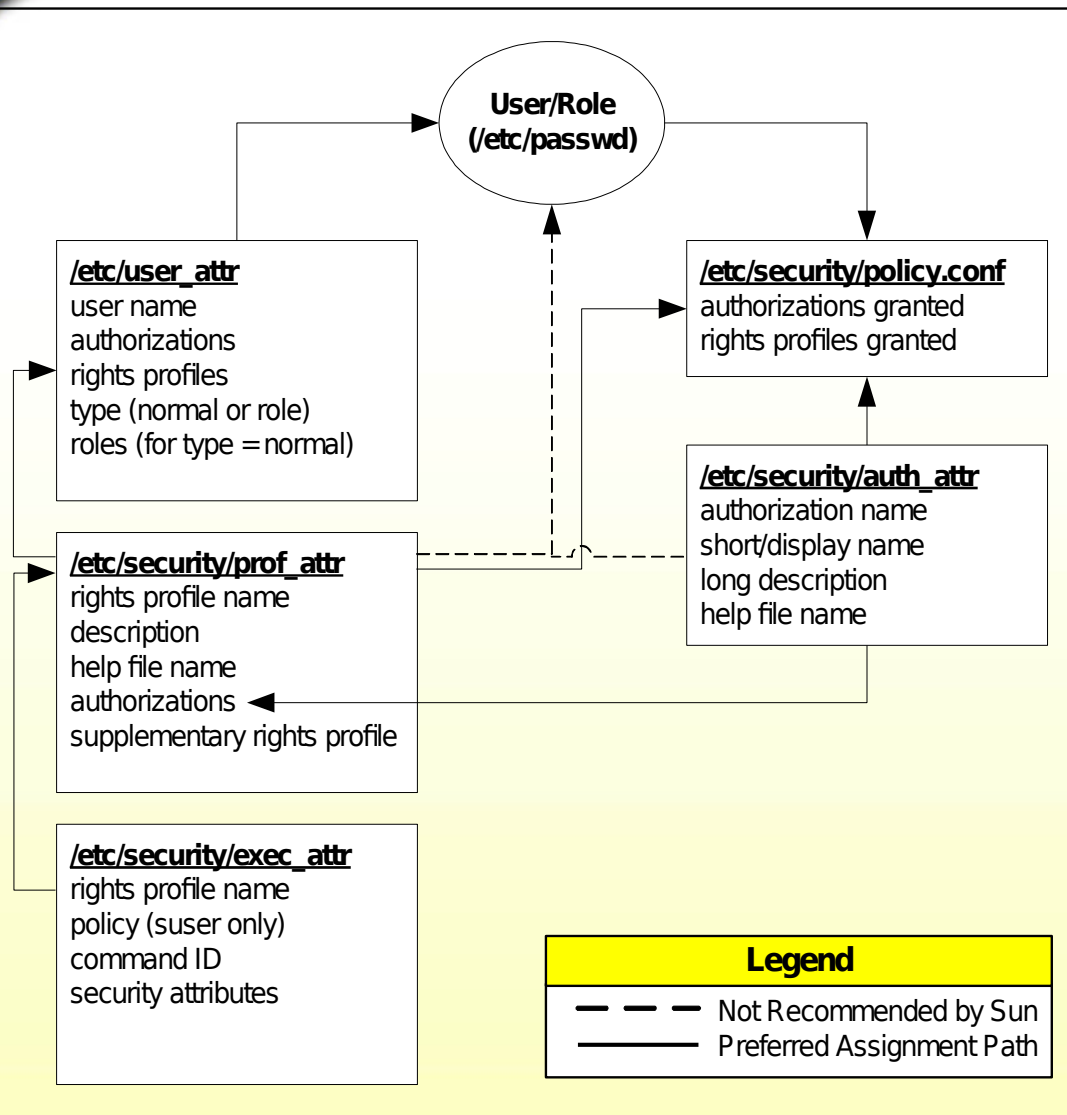 User/Role
(/etc/passwd)
/etc/user_attr
user name
authorizations
rights profiles
type (normal or role)
roles (for type = normal)
/etc/security/policy.conf
authorizations granted
rights profiles granted
/etc/security/auth_attr
authorization name
short/display name
long description
help file name
/etc/security/prof_attr
rights profile name
description
help file name
authorizations
supplementary rights profile
/etc/security/exec_attr
rights profile name
policy (suser only)
command ID
security attributes
Legend
Not Recommended by Sun
Preferred Assignment Path